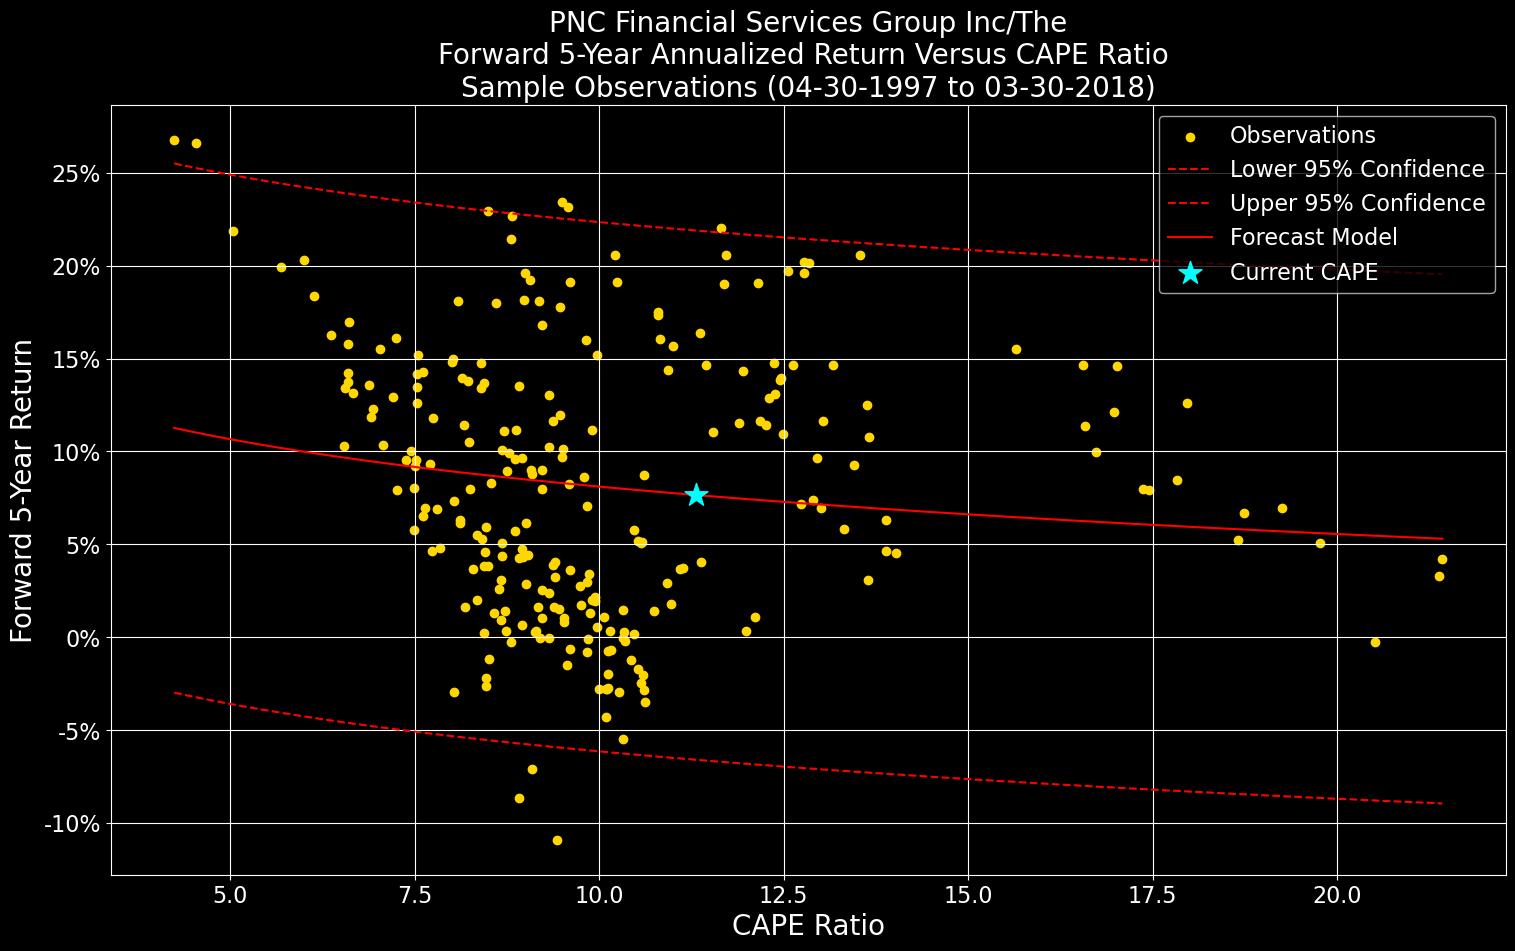 PNC Financial Services Group Inc/The
Forward 5-Year Annualized Return Versus CAPE Ratio
Sample Observations (04-30-1997 to 03-30-2018)
Observations
Lower 95% Confidence
Upper 95% Confidence
Forecast Model
Current CAPE
Forward 5-Year Return
25%
20%
15%
10%
5%
0%
-5%
-10%
5.0 7.5 10.0 12.5 15.0 17.5 20.0
CAPE Ratio